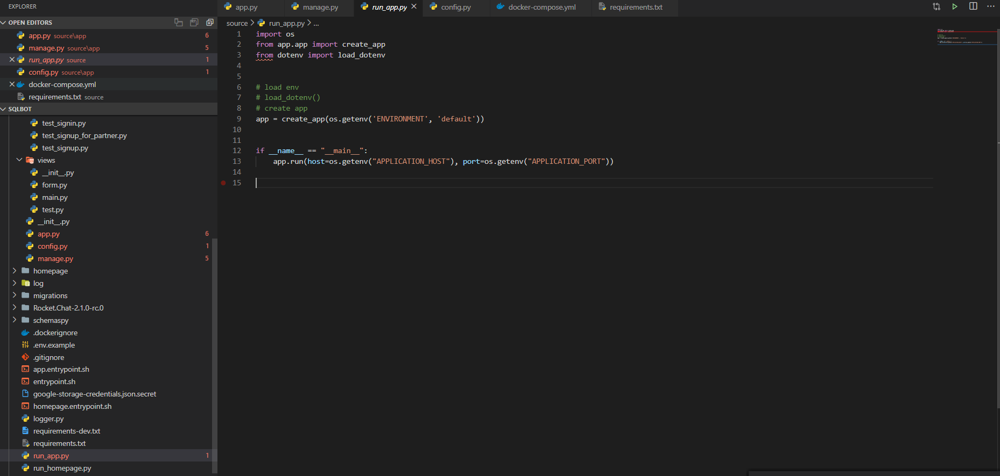 EXPLORER
OPEN EDITORS
app.py source\app 6
manage.py source\app 5
run_app.py source 1
config.py source\app 1
docker-compose.yml
requirements.txt source
SQLBOT
test_signin.py
test_signup_for_partner.py
test_signup.py
views
__init__.py
form.py
main.py
test.py
__init__.py
app.py 6
config.py 1
manage.py 5
homepage
log
migrations
Rocket.Chat-2.1.0-rc.0
schemaspy
.dockerignore
.env.example
.gitignore
app.entrypoint.sh
entrypoint.sh
google-storage-credentials.json.secret
homepage.entrypoint.sh
logger.py
requirements-dev.txt
requirements.txt
run_app.py 1
run_homepage.py
app.py manage.py run_app.py config.py docker-compose.yml requirements.txt
source > run_app.py > ...
1 import os
2 from app.app import create_app
3 from dotenv import load_dotenv
4
5
6 # load env
7 # load_dotenv()
8 # create app
9 app = create_app(os.getenv('ENVIRONMENT', 'default'))
10
11
12 if __name__ == "__main__":
13 app.run(host=os.getenv("APPLICATION_HOST"), port=os.getenv("APPLICATION_PORT"))
14
15